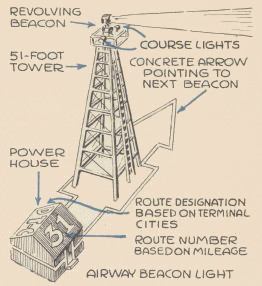 REVOLVING
BEACON
COURSE LIGHTS
51-FOOT
TOWER
CONCRETE ARROW
POINTING TO
NEXT BEACON
POWER
HOUSE
31
ROUTE DESIGNATION
BASED ON TERMINAL
CITIES
ROUTE NUMBER
BASED ON MILEAGE
AIRWAY BEACON LIGHT